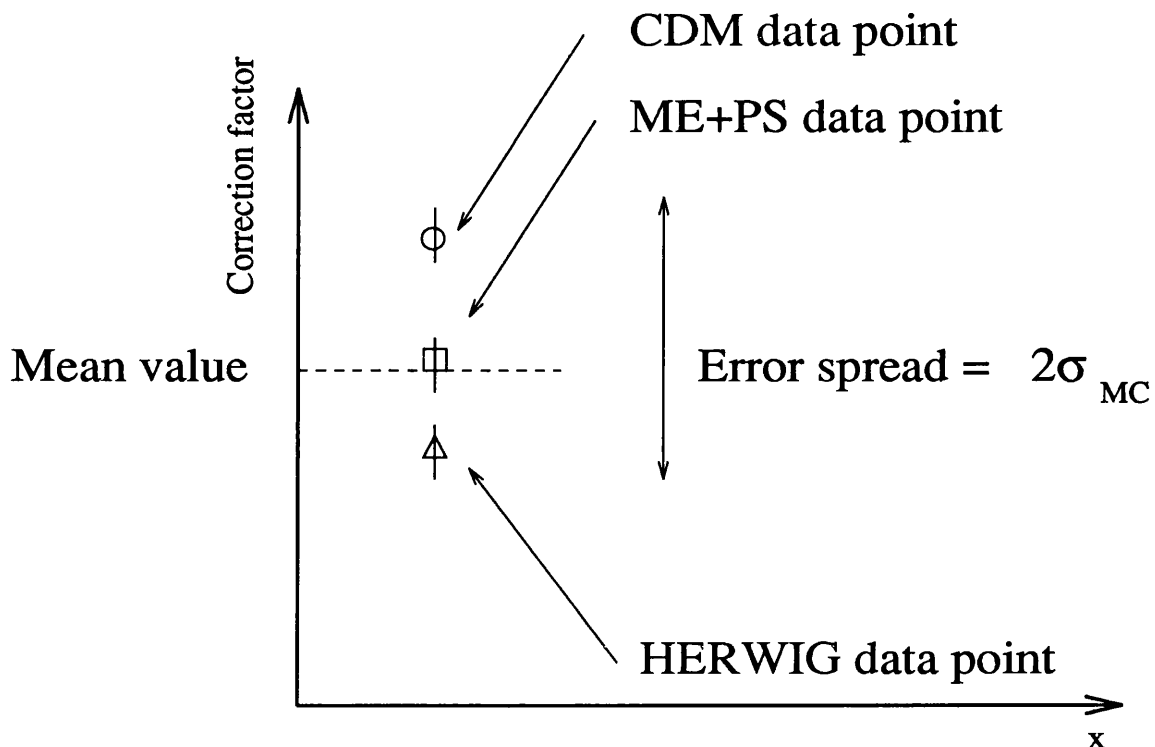 CDM data point
ME+PS data point
Correction factor
Mean value
Error spread = 2σ MC
HERWIG data point
x